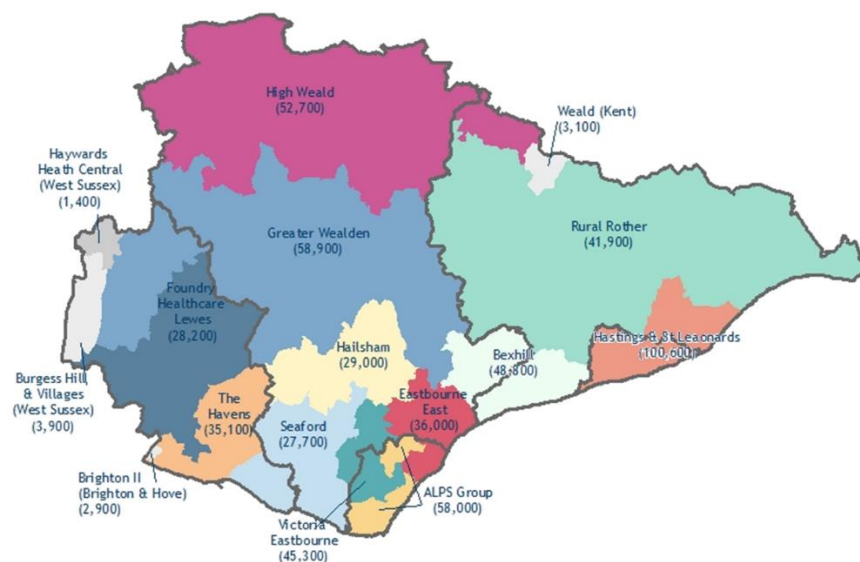 High Weald
(52,700)
Weald (Kent)
(3,100)
Haywards
Heath Central
(West Sussex)
(1,400)
Greater Wealden
(58,900)
Rural Rother
(41,900)
Foundry
Healthcare
Lewes
(28,200)
Hailsham
(29,000)
Bexhill
(48,800)
Hastings & St Leaonards
(100,600)
Burgess Hill
& Villages
(West Sussex)
(3,900)
The
Havens
(35,100)
Seaford
(27,700)
Eastbourne
East
(36,000)
Brighton II
(Brighton & Hove)
(2,900)
ALPS Group
(58,000)
Victoria
Eastbourne
(45,300)